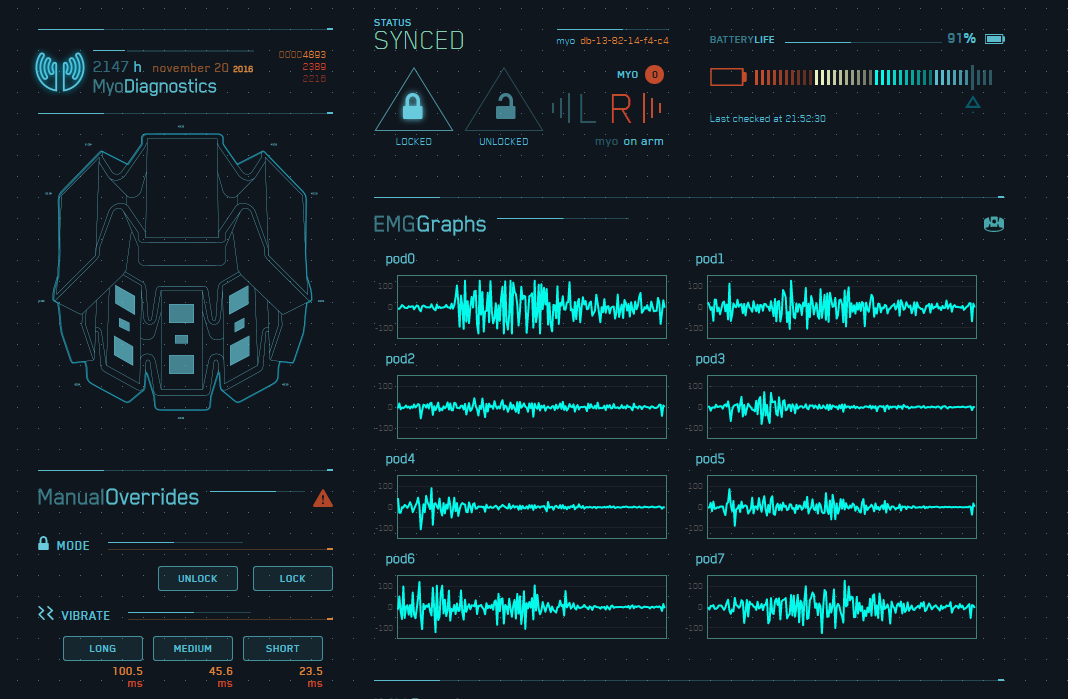 2147 h november 20 2016
MyoDiagnostics
00004893
2389
2216
STATUS
SYNCED
myo db-13-82-14-f4-c4
MYO 0
L R
LOCKED
UNLOCKED
myo on arm
BATTERYLIFE
91%
Last checked at 21:52:30
EMGGraphs
pod0
100
0
-100
pod1
100
0
-100
pod2
100
0
-100
pod3
100
0
-100
pod4
100
0
-100
pod5
100
0
-100
pod6
100
0
-100
pod7
100
0
-100
ManualOverrides
MODE
UNLOCK
LOCK
VIBRATE
LONG
MEDIUM
SHORT
100.5
ms
45.6
ms
23.5
ms